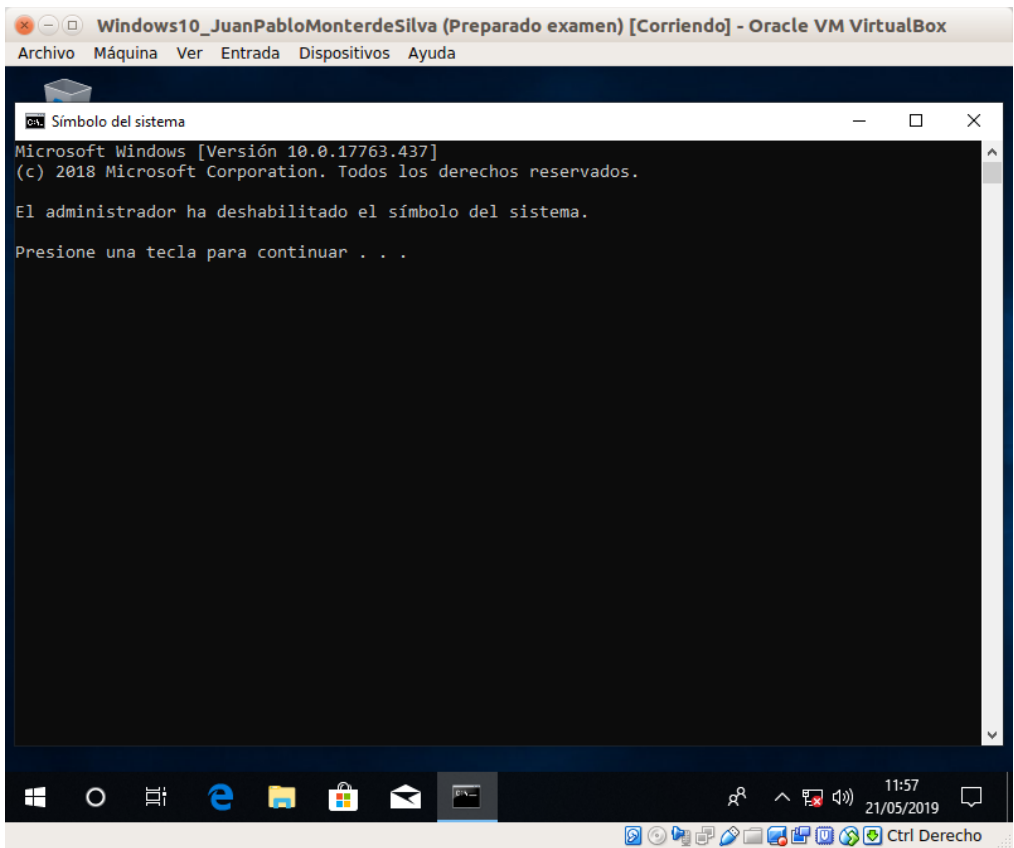 Windows10_JuanPabloMonterdeSilva (Preparado examen) [Corriendo] - Oracle VM VirtualBox
Archivo Máquina Ver Entrada Dispositivos Ayuda
Símbolo del sistema
Microsoft Windows [Versión 10.0.17763.437]
(c) 2018 Microsoft Corporation. Todos los derechos reservados.
El administrador ha deshabilitado el símbolo del sistema.
Presione una tecla para continuar . . .
11:57
21/05/2019
Ctrl Derecho